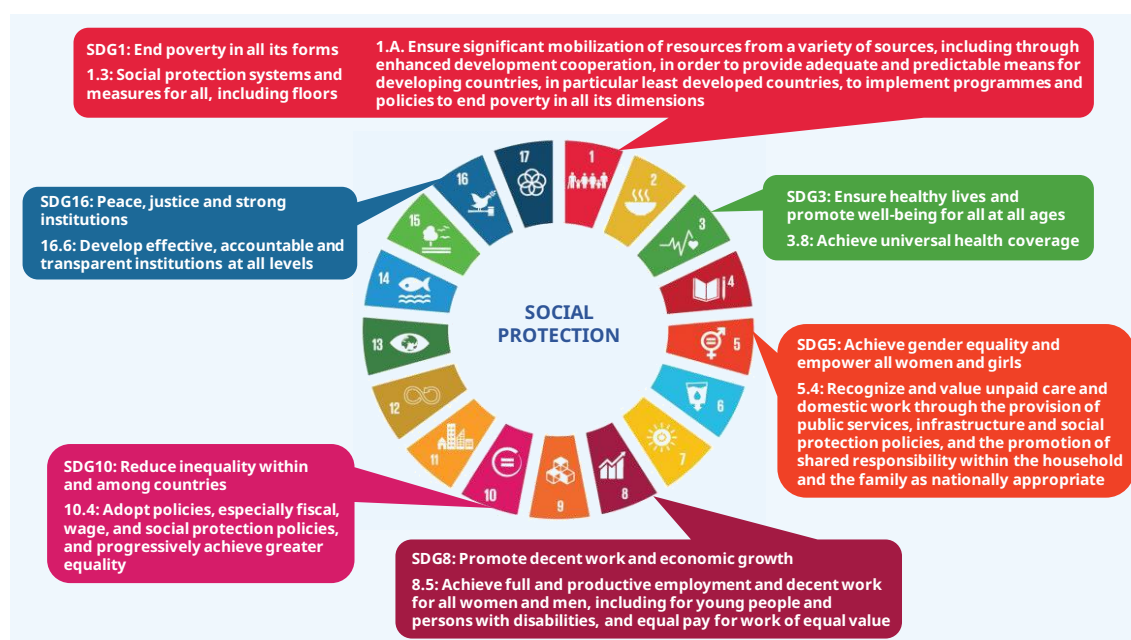 SDG1: End poverty in all its forms
1.3: Social protection systems and
measures for all, including floors
1.A. Ensure significant mobilization of resources from a variety of sources, including through
enhanced development cooperation, in order to provide adequate and predictable means for
developing countries, in particular least developed countries, to implement programmes and
policies to end poverty in all its dimensions
SDG16: Peace, justice and strong
institutions
16.6: Develop effective, accountable and
transparent institutions at all levels
SDG3: Ensure healthy lives and
promote well-being for all at all ages
3.8: Achieve universal health coverage
1
2
3
4
5
6
7
8
9
10
11
12
13
14
15
16
17
SOCIAL
PROTECTION
SDG5: Achieve gender equality and
empower all women and girls
5.4: Recognize and value unpaid care and
domestic work through the provision of
public services, infrastructure and social
protection policies, and the promotion of
shared responsibility within the household
and the family as nationally appropriate
SDG10: Reduce inequality within
and among countries
10.4: Adopt policies, especially fiscal,
wage, and social protection policies,
and progressively achieve greater
equality
SDG8: Promote decent work and economic growth
8.5: Achieve full and productive employment and decent work
for all women and men, including for young people and
persons with disabilities, and equal pay for work of equal value